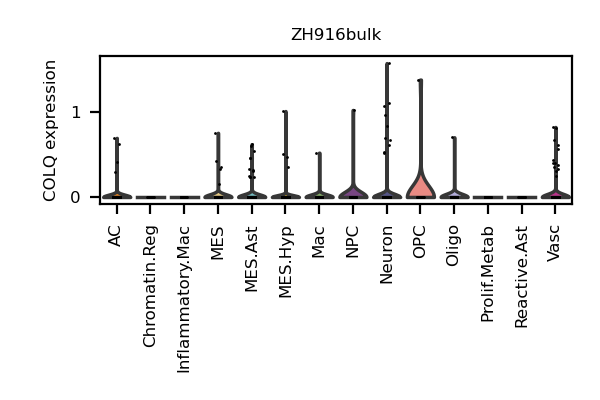 ZH916bulk
COLQ expression
1
0
AC
Chromatin.Reg
Inflammatory.Mac
MES
MES.Ast
MES.Hyp
Mac
NPC
Neuron
OPC
Oligo
Prolif.Metab
Reactive.Ast
Vasc